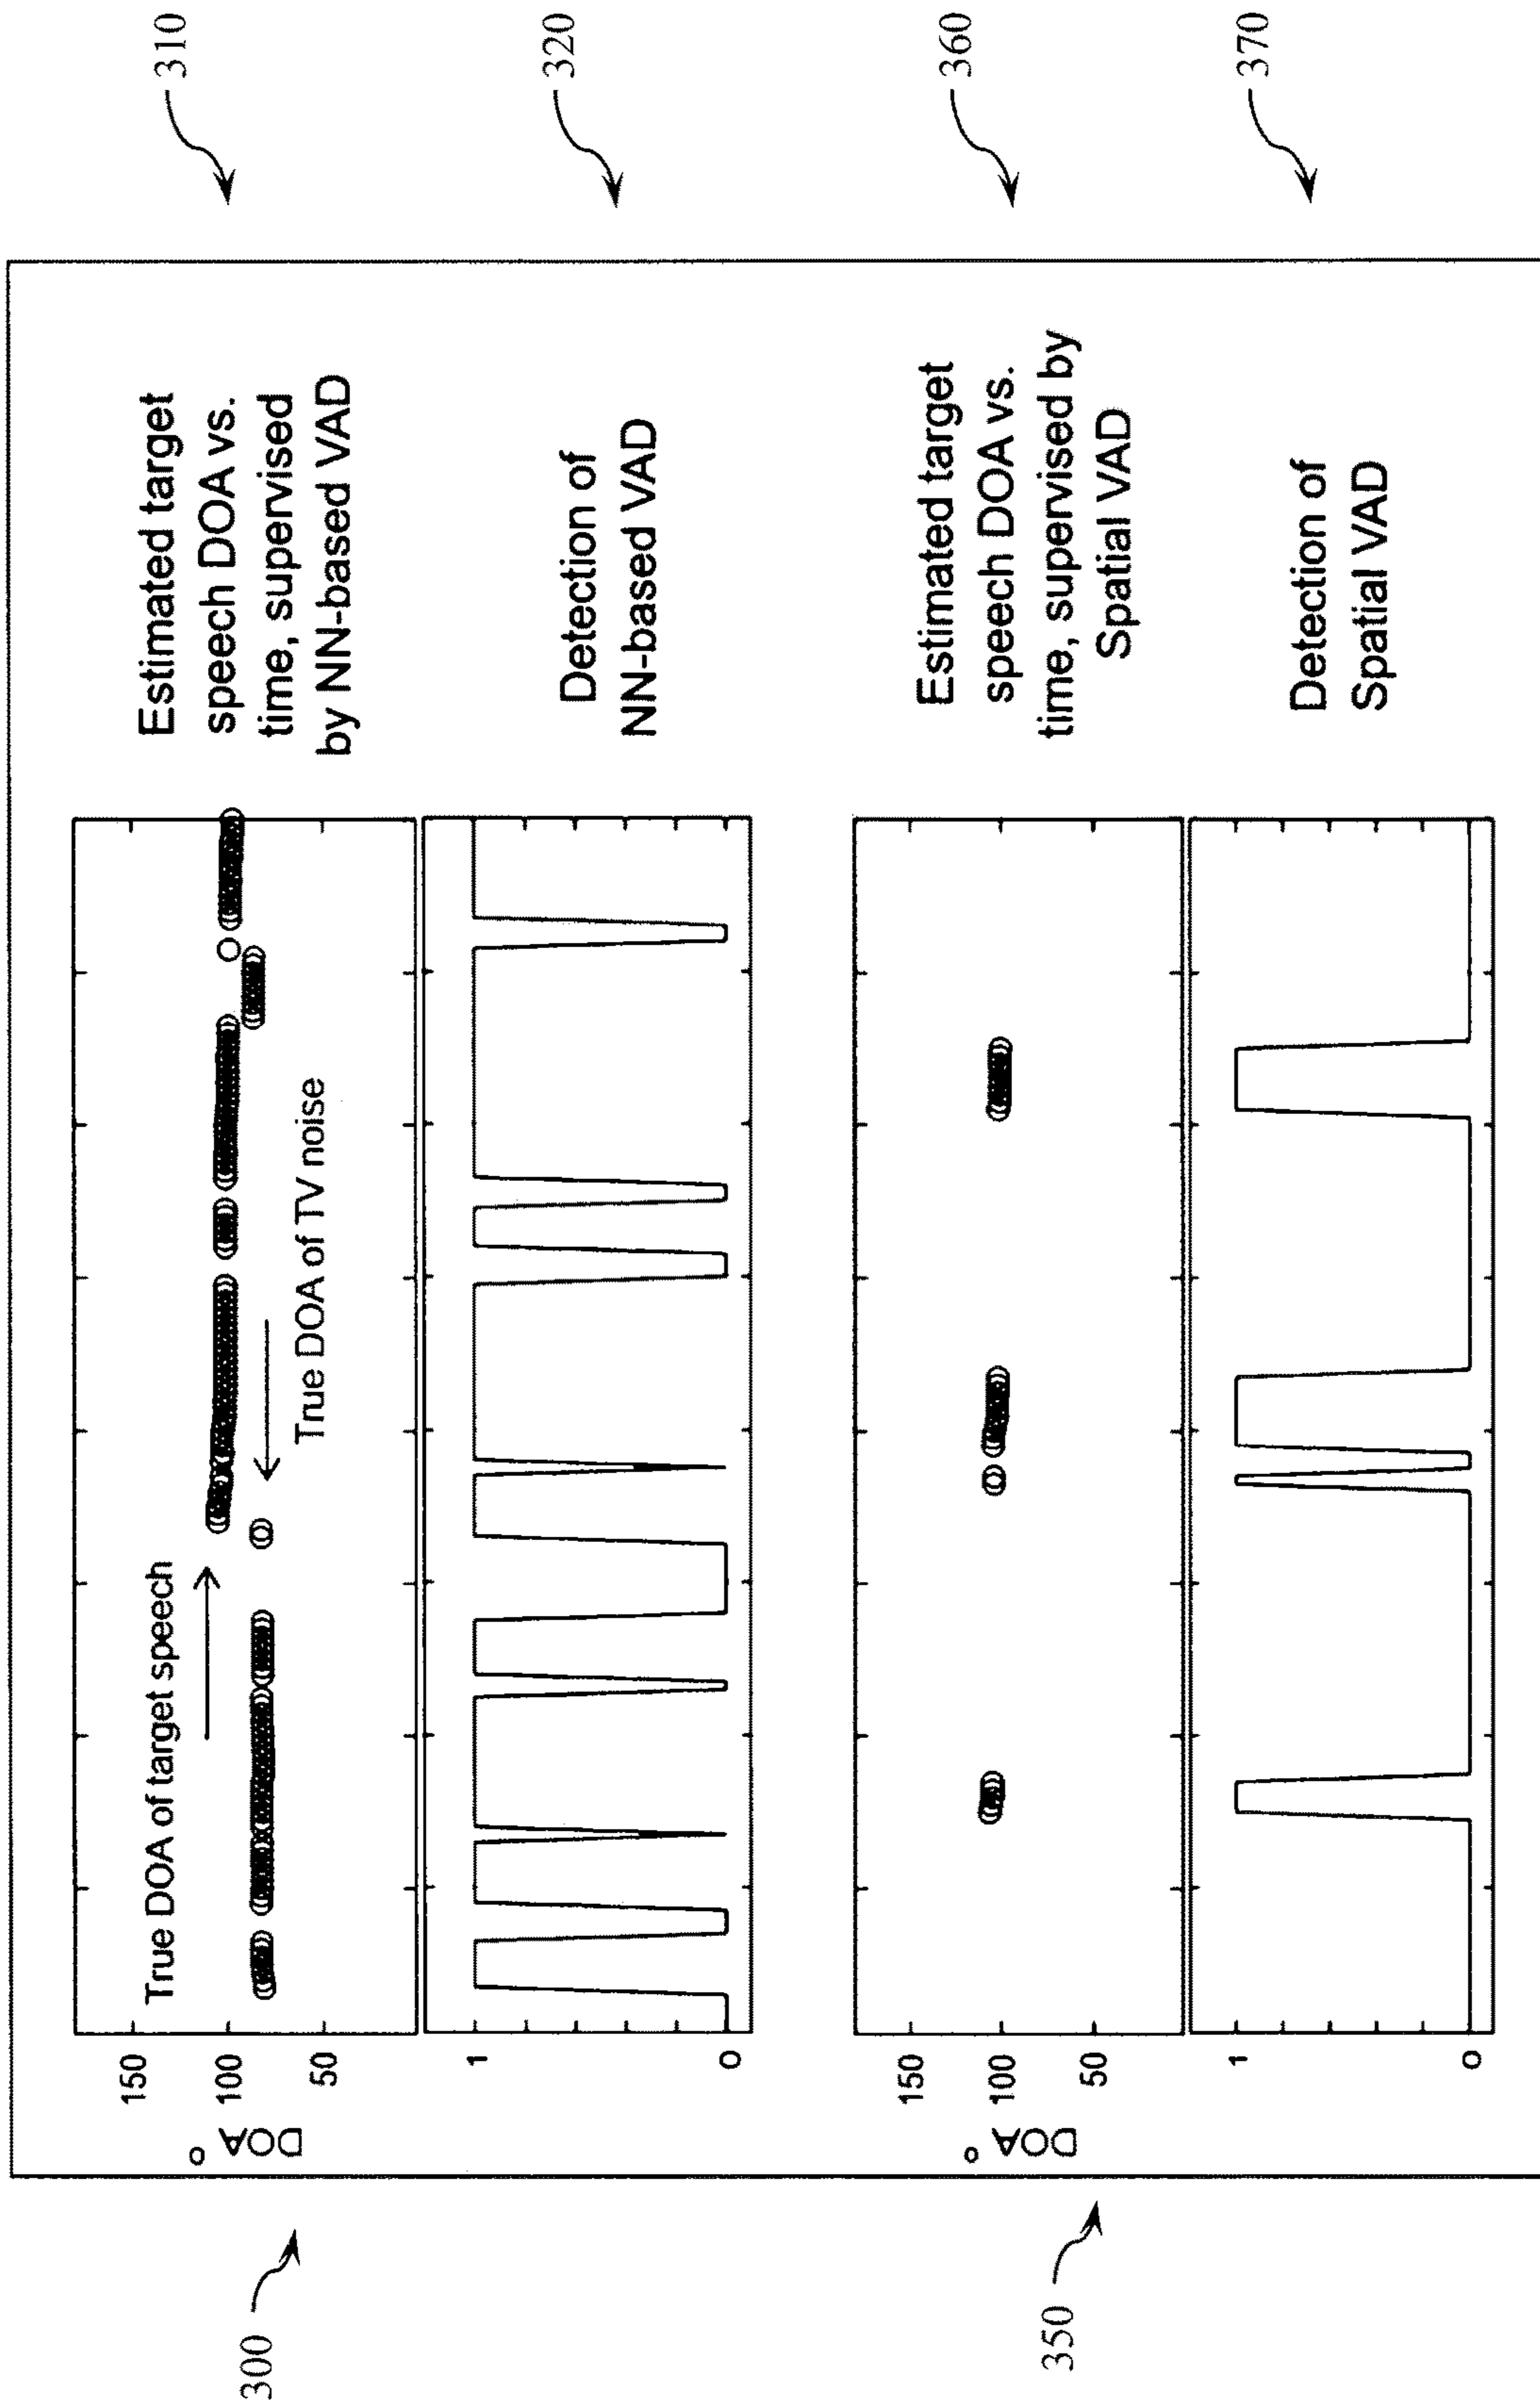 300
310
DOA °
150
100
50
True DOA of target speech
True DOA of TV noise
Estimated target
speech DOA vs.
time, supervised
by NN-based VAD
320
1
0
Detection of
NN-based VAD
350
360
DOA °
150
100
50
Estimated target
speech DOA vs.
time, supervised by
Spatial VAD
370
1
0
Detection of
Spatial VAD